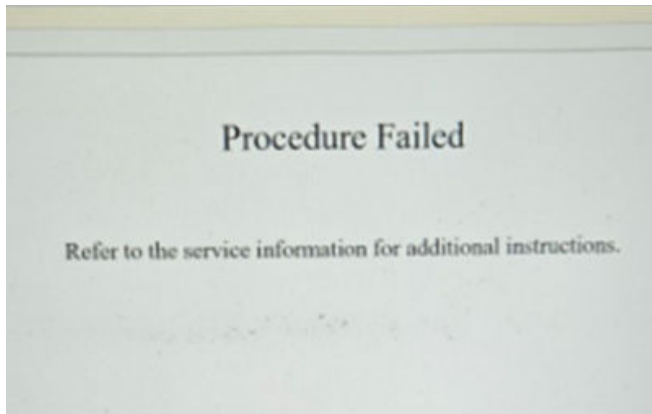 Procedure Failed
Refer to the service information for additional instructions.